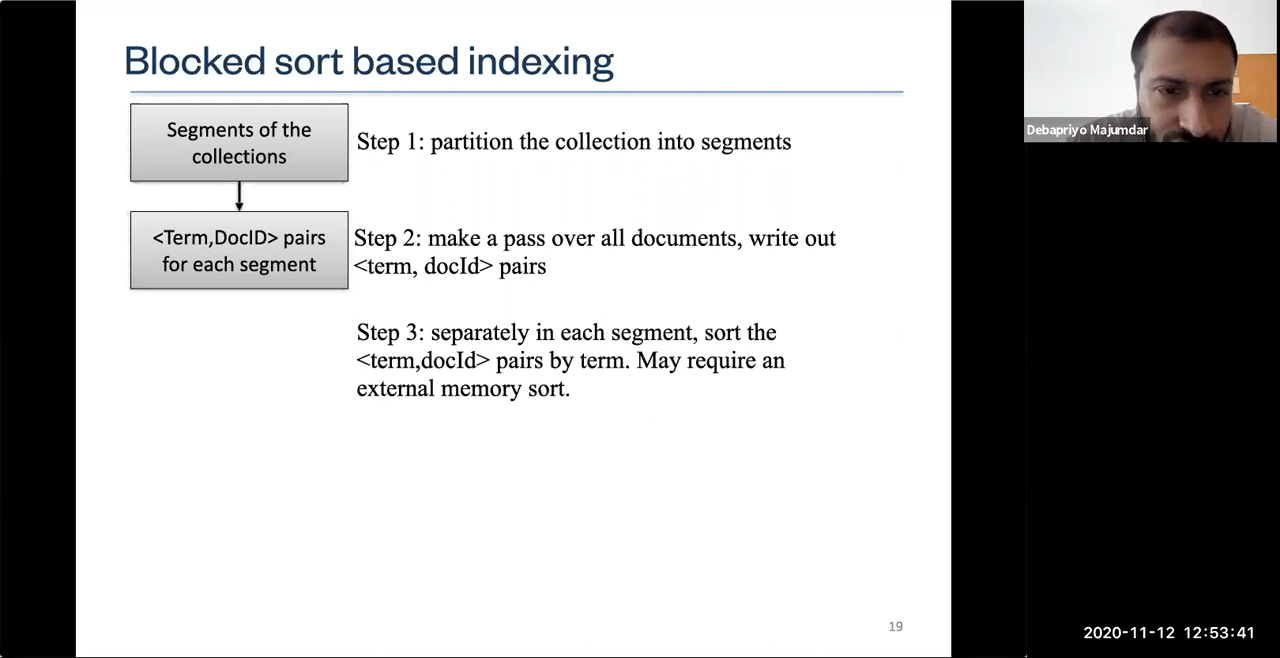 Blocked sort based indexing
Segments of the
collections
Step 1: partition the collection into segments
<Term,DocID> pairs
for each segment
Step 2: make a pass over all documents, write out
<term, docId> pairs
Step 3: separately in each segment, sort the
<term,docId> pairs by term. May require an
external memory sort.
19
Debapriyo Majumdar
2020-11-12 12:53:41